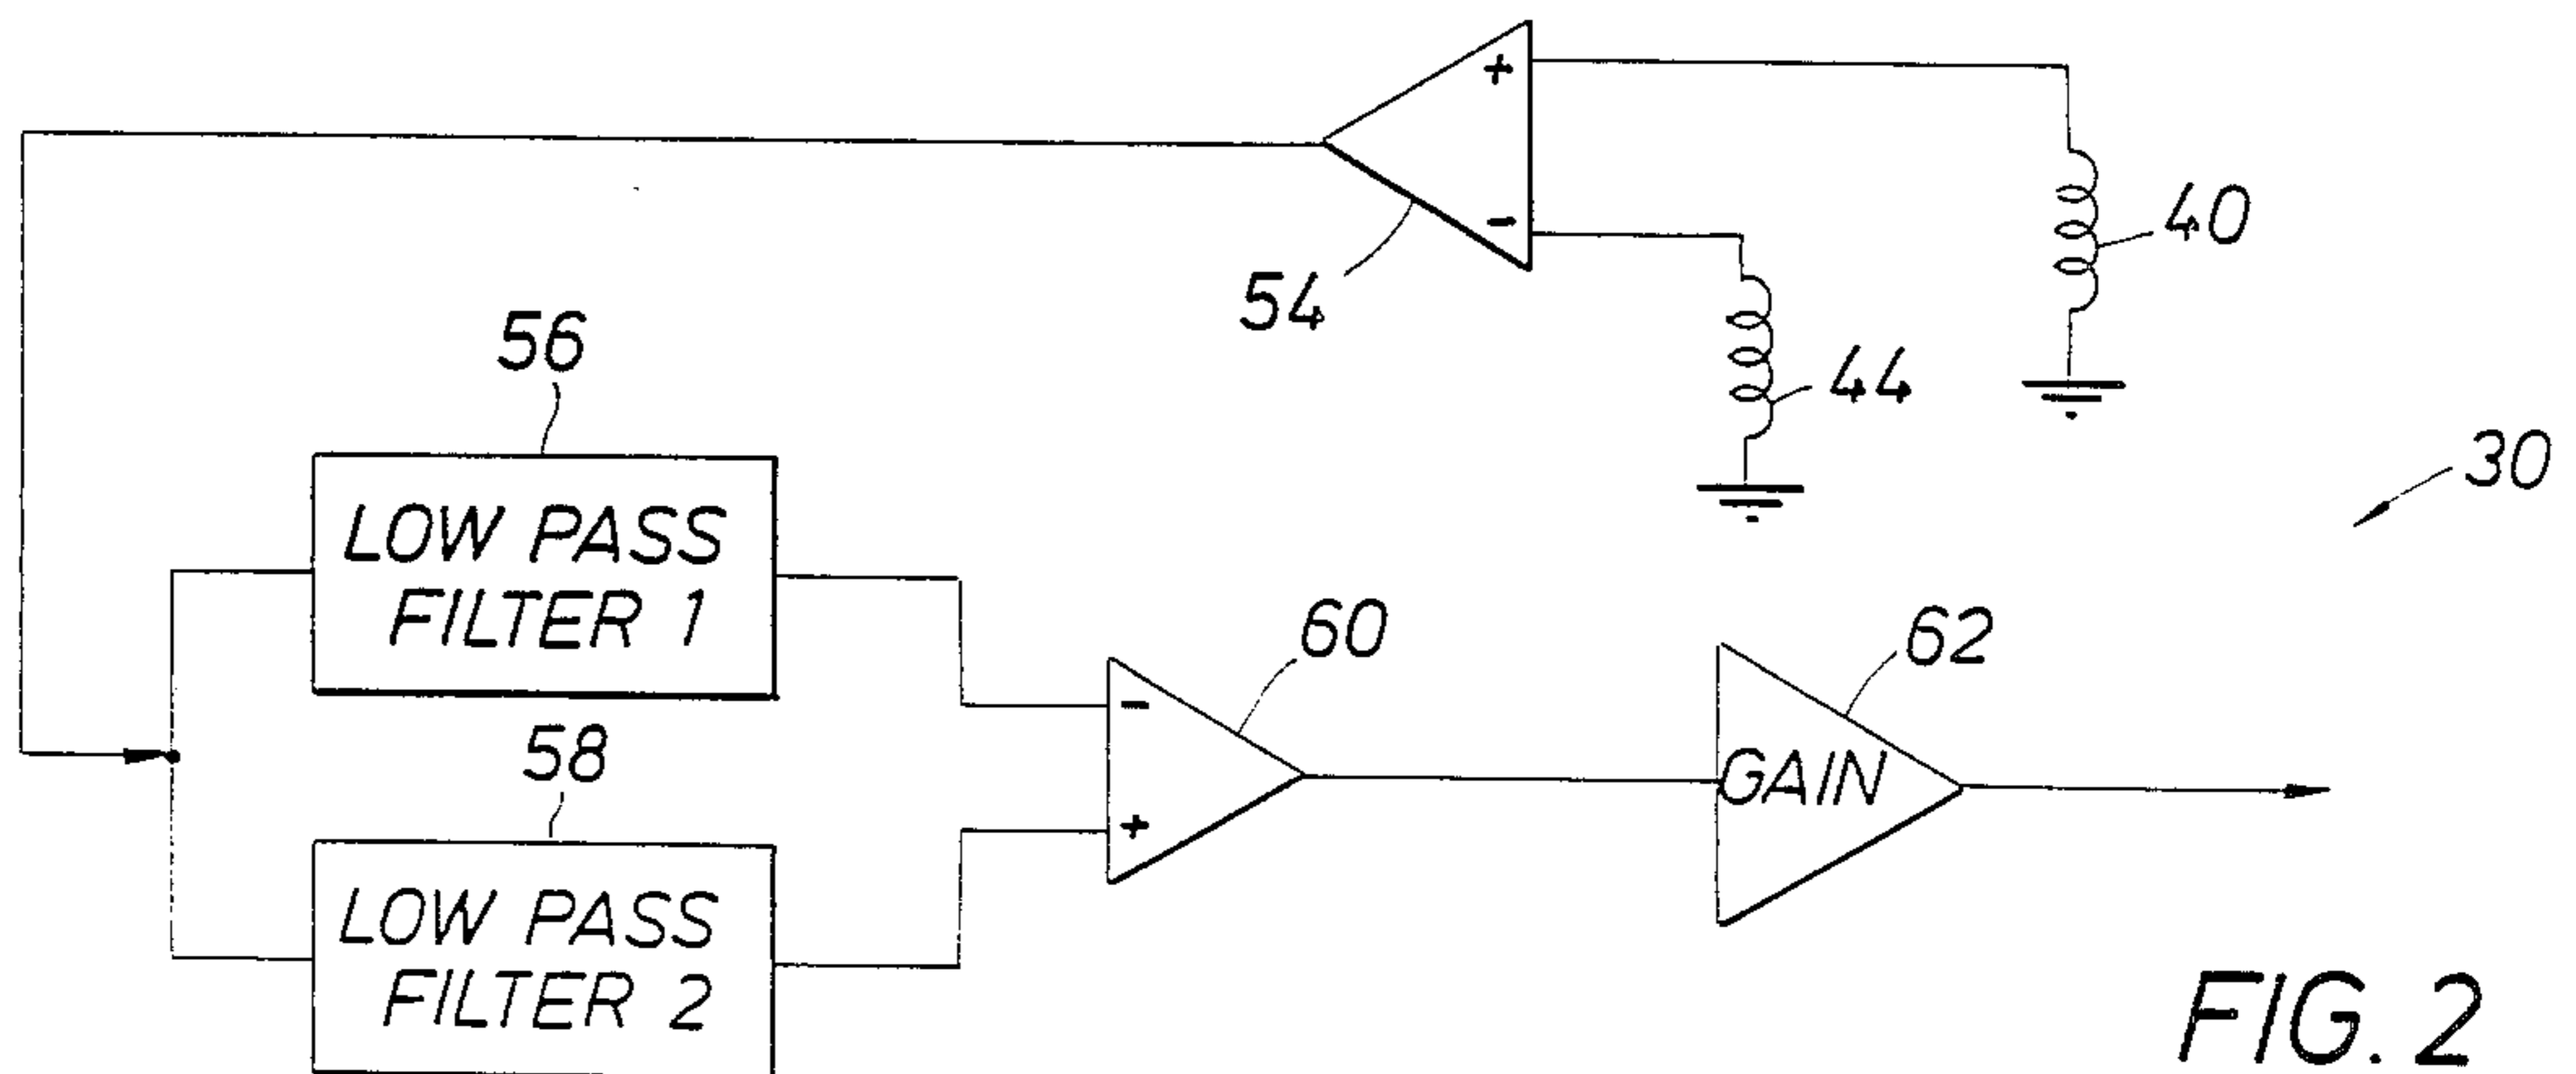 +
-
40
54
44
56
30
LOW PASS
FILTER 1
60
62
-
58
GAIN
+
LOW PASS
FILTER 2
FIG. 2